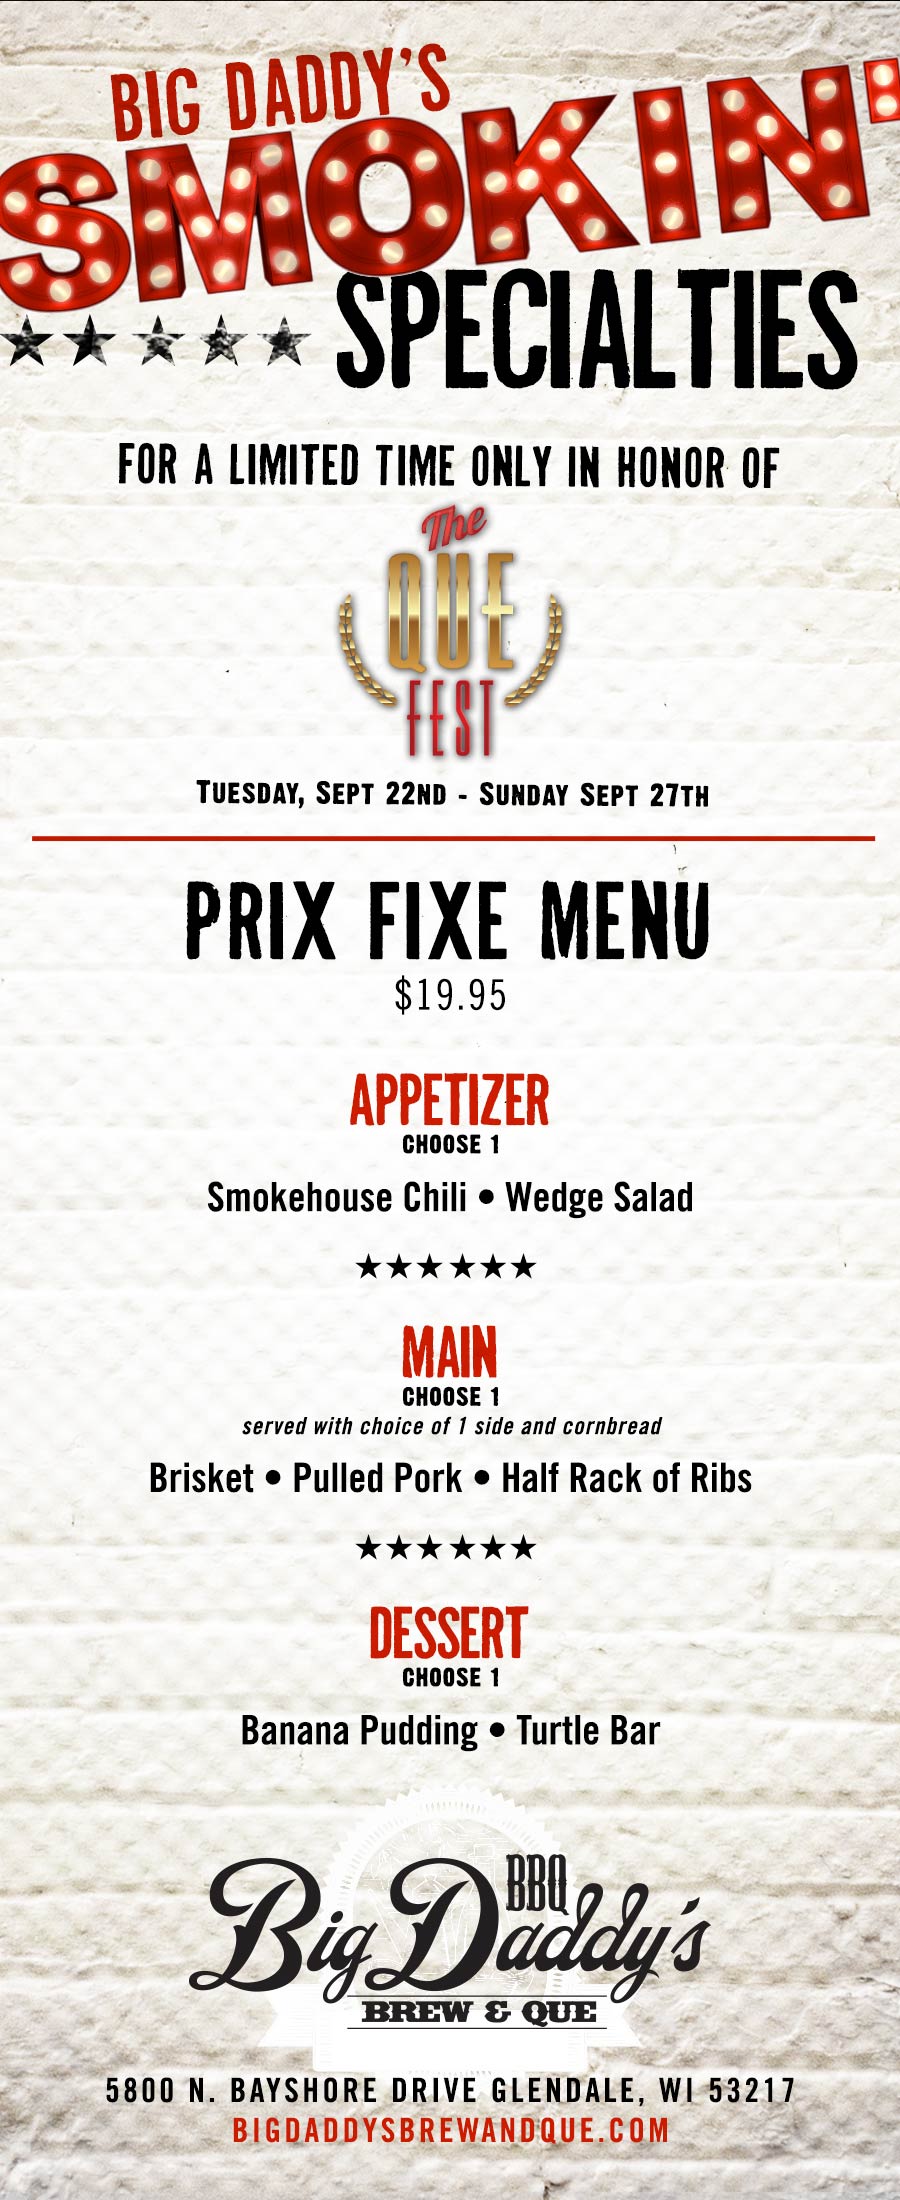 BIG DADDY'S
SMOKIN'
SPECIALTIES
FOR A LIMITED TIME ONLY IN HONOR OF
The
QUE
FEST
TUESDAY, SEPT 22ND - SUNDAY SEPT 27TH
PRIX FIXE MENU
$19.95
APPETIZER
CHOOSE 1
Smokehouse Chili • Wedge Salad
★★★★★★
MAIN
CHOOSE 1
served with choice of 1 side and cornbread
Brisket • Pulled Pork • Half Rack of Ribs
★★★★★★
DESSERT
CHOOSE 1
Banana Pudding • Turtle Bar
BBQ
Big Daddy's
BREW & QUE
5800 N. BAYSHORE DRIVE GLENDALE, WI 53217
BIGDADDYSBREWANDQUE.COM